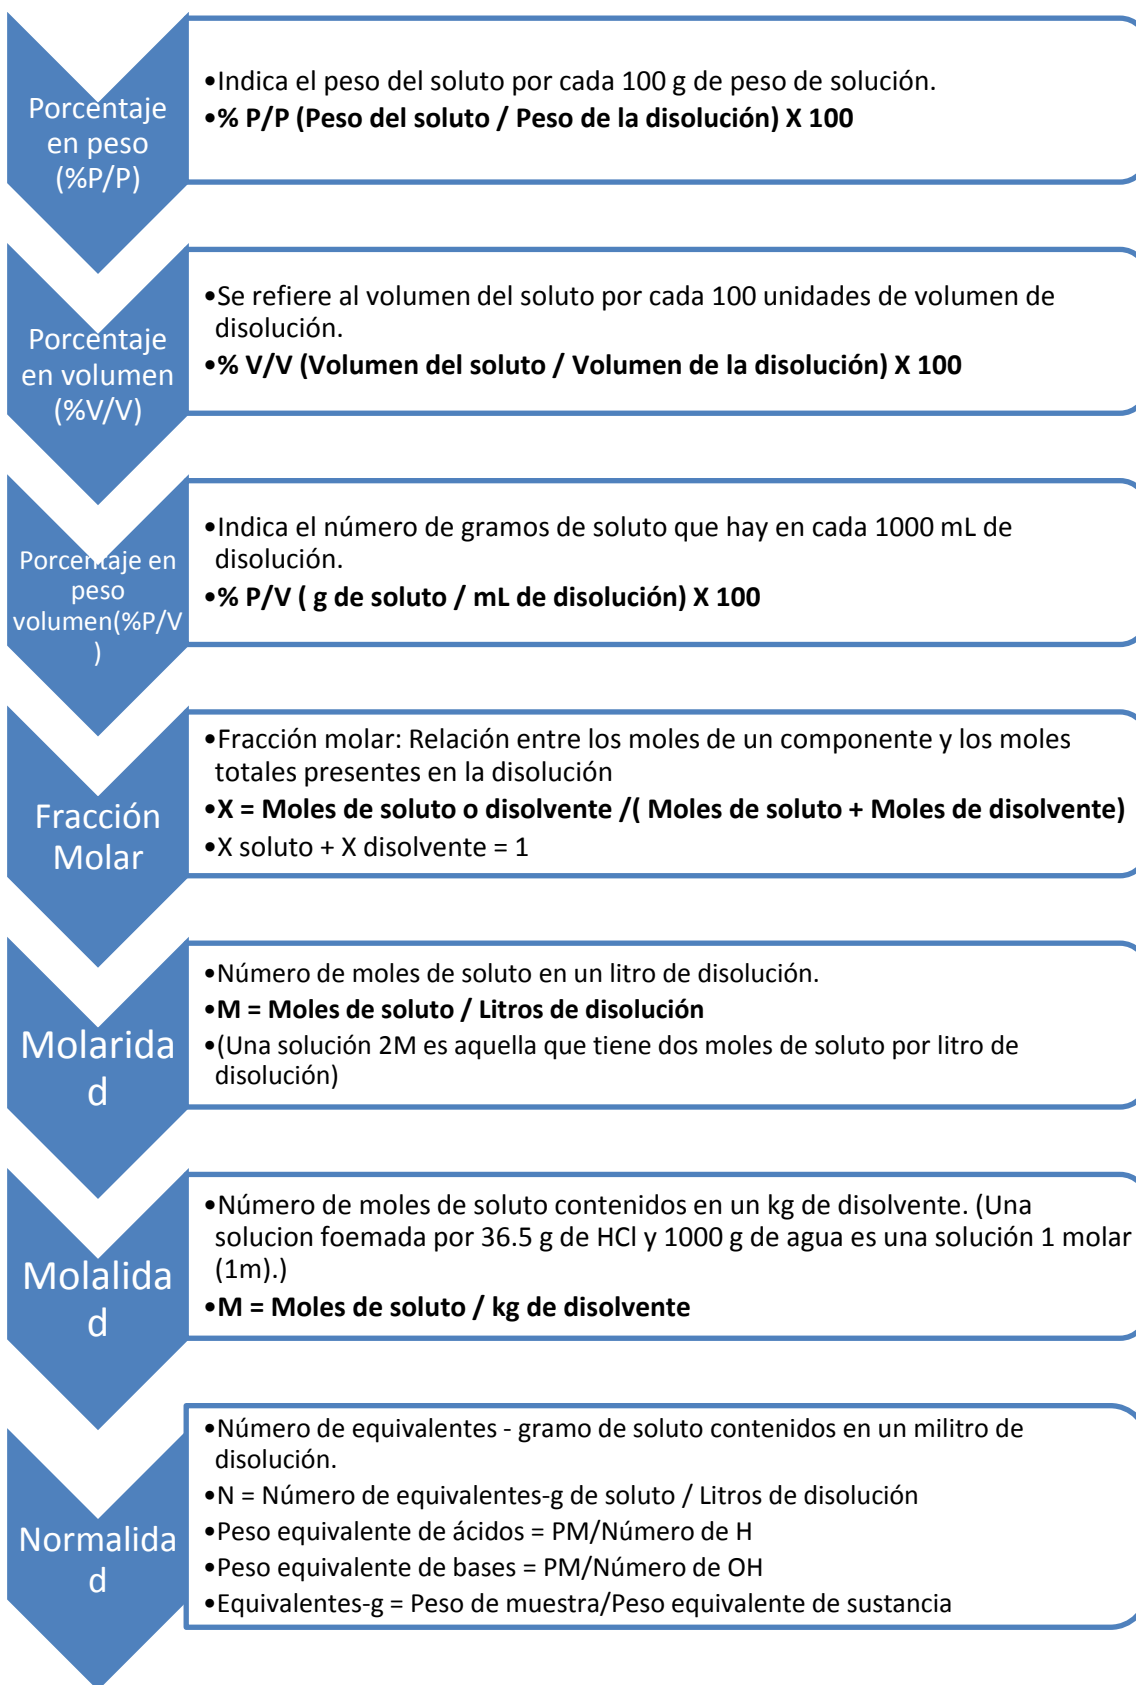 Porcentaje
en peso
(%P/P)
•Indica el peso del soluto por cada 100 g de peso de solución.
•% P/P (Peso del soluto / Peso de la disolución) X 100
Porcentaje
en volumen
(%V/V)
•Se refiere al volumen del soluto por cada 100 unidades de volumen de
disolución.
•% V/V (Volumen del soluto / Volumen de la disolución) X 100
Porcentaje en
peso
volumen(%P/V
)
•Indica el número de gramos de soluto que hay en cada 1000 mL de
disolución.
•% P/V ( g de soluto / mL de disolución) X 100
Fracción
Molar
•Fracción molar: Relación entre los moles de un componente y los moles
totales presentes en la disolución
•X = Moles de soluto o disolvente /( Moles de soluto + Moles de disolvente)
•X soluto + X disolvente = 1
Molarida
d
•Número de moles de soluto en un litro de disolución.
•M = Moles de soluto / Litros de disolución
•(Una solución 2M es aquella que tiene dos moles de soluto por litro de
disolución)
Molalida
d
•Número de moles de soluto contenidos en un kg de disolvente. (Una
solucion foemada por 36.5 g de HCl y 1000 g de agua es una solución 1 molar
(1m).)
•M = Moles de soluto / kg de disolvente
Normalida
d
•Número de equivalentes - gramo de soluto contenidos en un militro de
disolución.
•N = Número de equivalentes-g de soluto / Litros de disolución
•Peso equivalente de ácidos = PM/Número de H
•Peso equivalente de bases = PM/Número de OH
•Equivalentes-g = Peso de muestra/Peso equivalente de sustancia